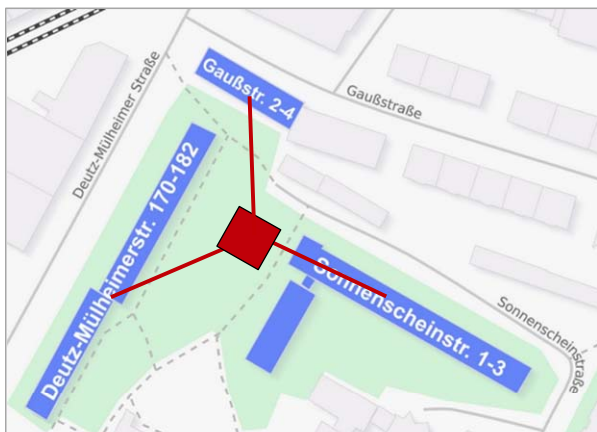 Deutz-Mülheimer Straße
Gaußstr. 2-4
Gaußstraße
Deutz-Mülheimerstr. 170-182
Sonnenscheinstr. 1-3
Sonnenscheinstraße